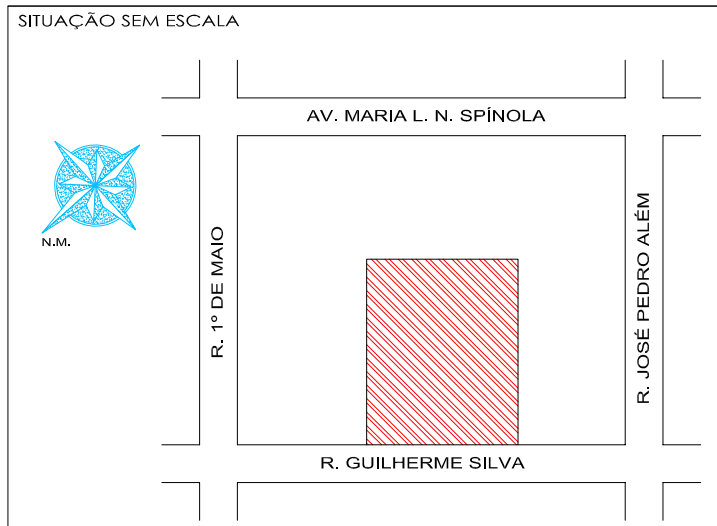 SITUAÇÃO SEM ESCALA
AV. MARIA L. N. SPÍNOLA
N.M.
R. 1º DE MAIO
R. JOSÉ PEDRO ALÉM
R. GUILHERME SILVA